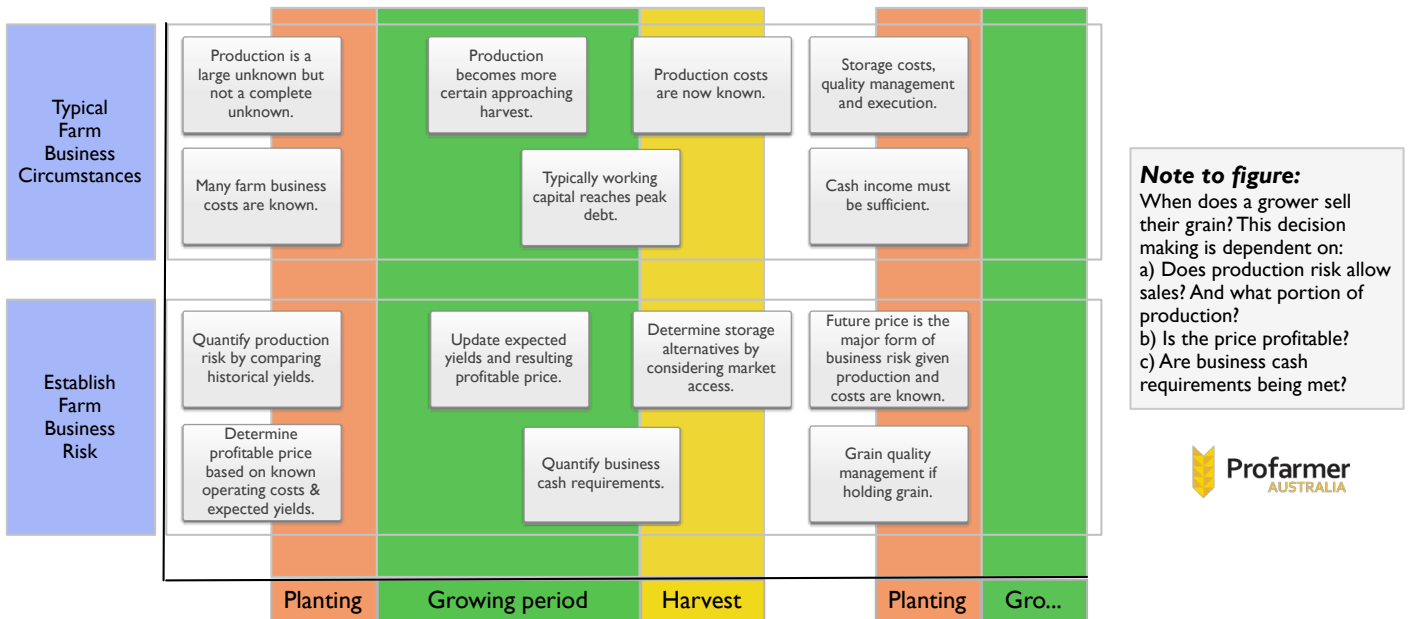 Typical
Farm
Business
Circumstances
Production is a
large unknown but
not a complete
unknown.
Production
becomes more
certain approaching
harvest.
Production costs
are now known.
Storage costs,
quality management
and execution.
Many farm business
costs are known.
Typically working
capital reaches peak
debt.
Cash income must
be sufficient.
Establish
Farm
Business
Risk
Quantify production
risk by comparing
historical yields.
Update expected
yields and resulting
profitable price.
Determine storage
alternatives by
considering market
access.
Future price is the
major form of
business risk given
production and
costs are known.
Determine
profitable price
based on known
operating costs &
expected yields.
Quantify business
cash requirements.
Grain quality
management if
holding grain.
Planting
Growing period
Harvest
Planting
Gro...
Note to figure:
When does a grower sell
their grain? This decision
making is dependent on:
a) Does production risk allow
sales? And what portion of
production?
b) Is the price profitable?
c) Are business cash
requirements being met?
Profarmer
AUSTRALIA